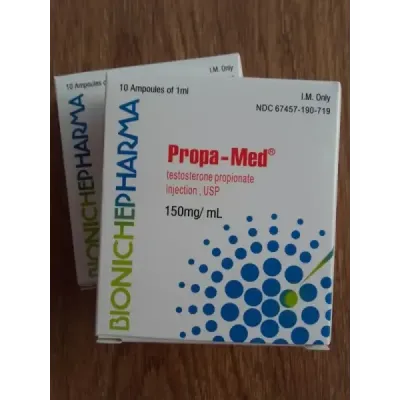 10 Ampoules of 1ml
I.M. Only
10 Ampoules of 1ml
I.M. Only
NDC 67457-190-719
BIONICHEPHARMA
BIONICHEPHARMA
Propa-Med®
testosterone propionate
Injection, USP
150mg/ mL